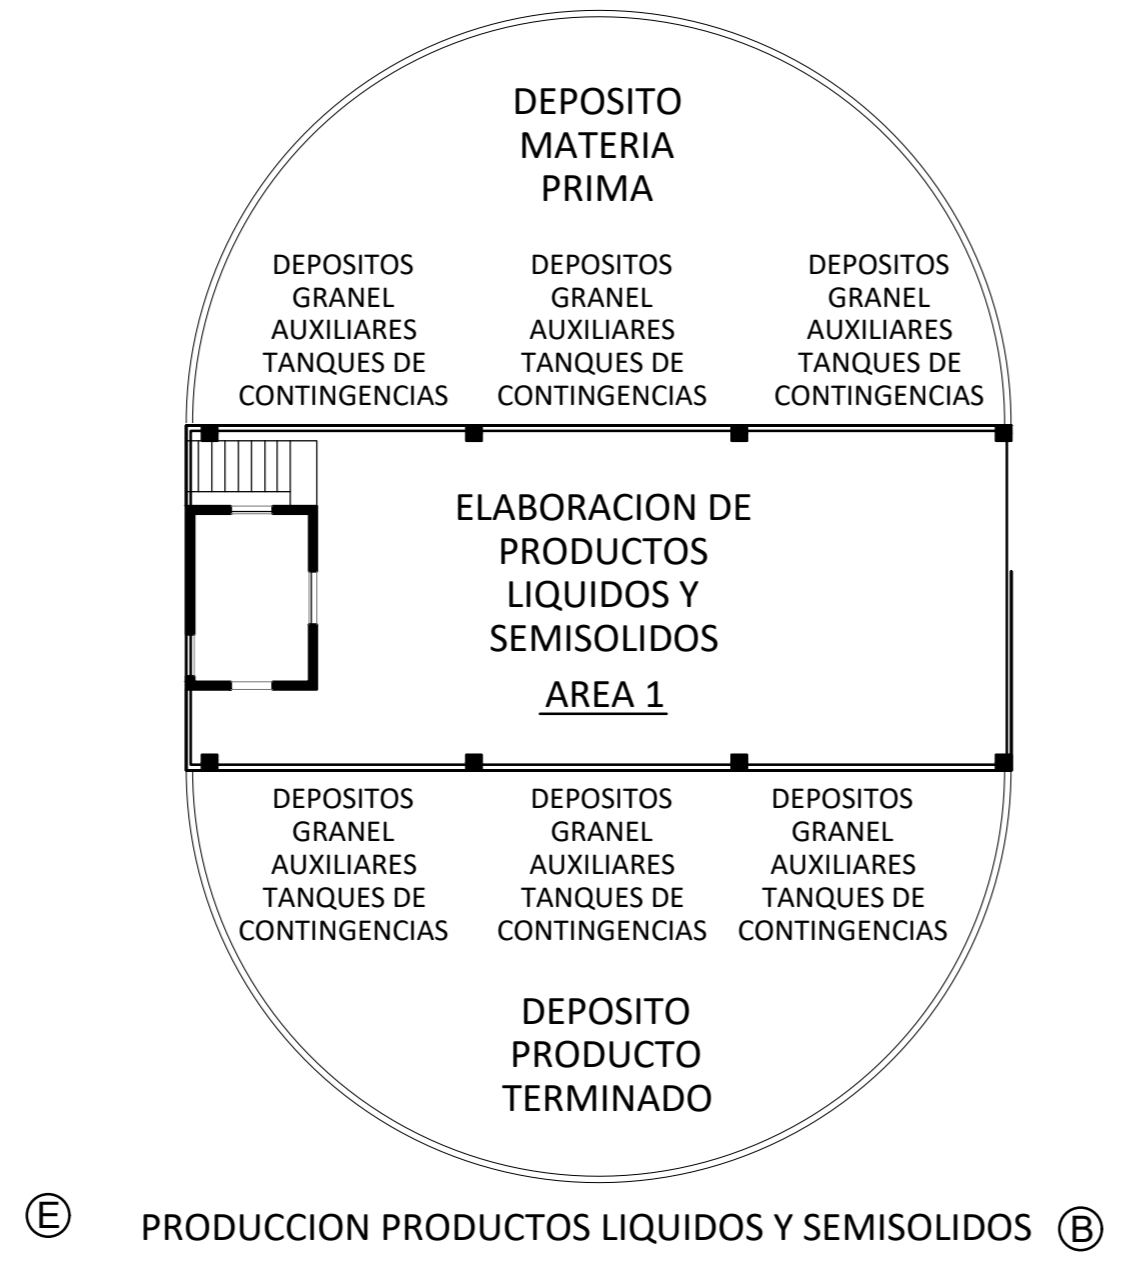 DEPOSITO
MATERIA
PRIMA
DEPOSITOS
GRANEL
AUXILIARES
TANQUES DE
CONTINGENCIAS
DEPOSITOS
GRANEL
AUXILIARES
TANQUES DE
CONTINGENCIAS
DEPOSITOS
GRANEL
AUXILIARES
TANQUES DE
CONTINGENCIAS
ELABORACION DE
PRODUCTOS
LIQUIDOS Y
SEMISOLIDOS
AREA 1
DEPOSITOS
GRANEL
AUXILIARES
TANQUES DE
CONTINGENCIAS
DEPOSITOS
GRANEL
AUXILIARES
TANQUES DE
CONTINGENCIAS
DEPOSITOS
GRANEL
AUXILIARES
TANQUES DE
CONTINGENCIAS
DEPOSITO
PRODUCTO
TERMINADO
E
PRODUCCION PRODUCTOS LIQUIDOS Y SEMISOLIDOS
B